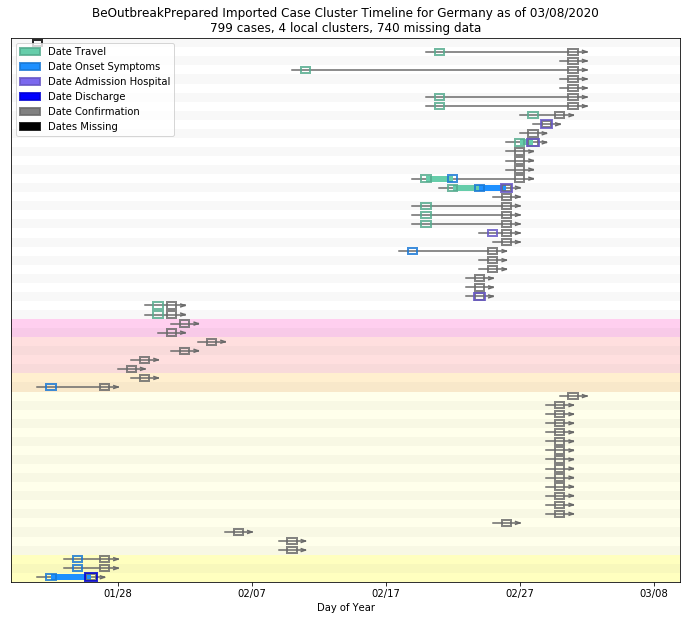 BeOutbreakPrepared Imported Case Cluster Timeline for Germany as of 03/08/2020
799 cases, 4 local clusters, 740 missing data
Date Travel
Date Onset Symptoms
Date Admission Hospital
Date Discharge
Date Confirmation
Dates Missing
01/28 02/07 02/17 02/27 03/08
Day of Year